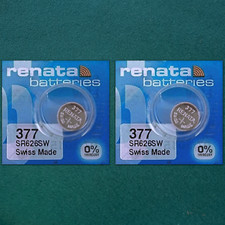 renata
batteries
377
SR626SW
Swiss Made
0%
renata
batteries
377
SR626SW
Swiss Made
0%